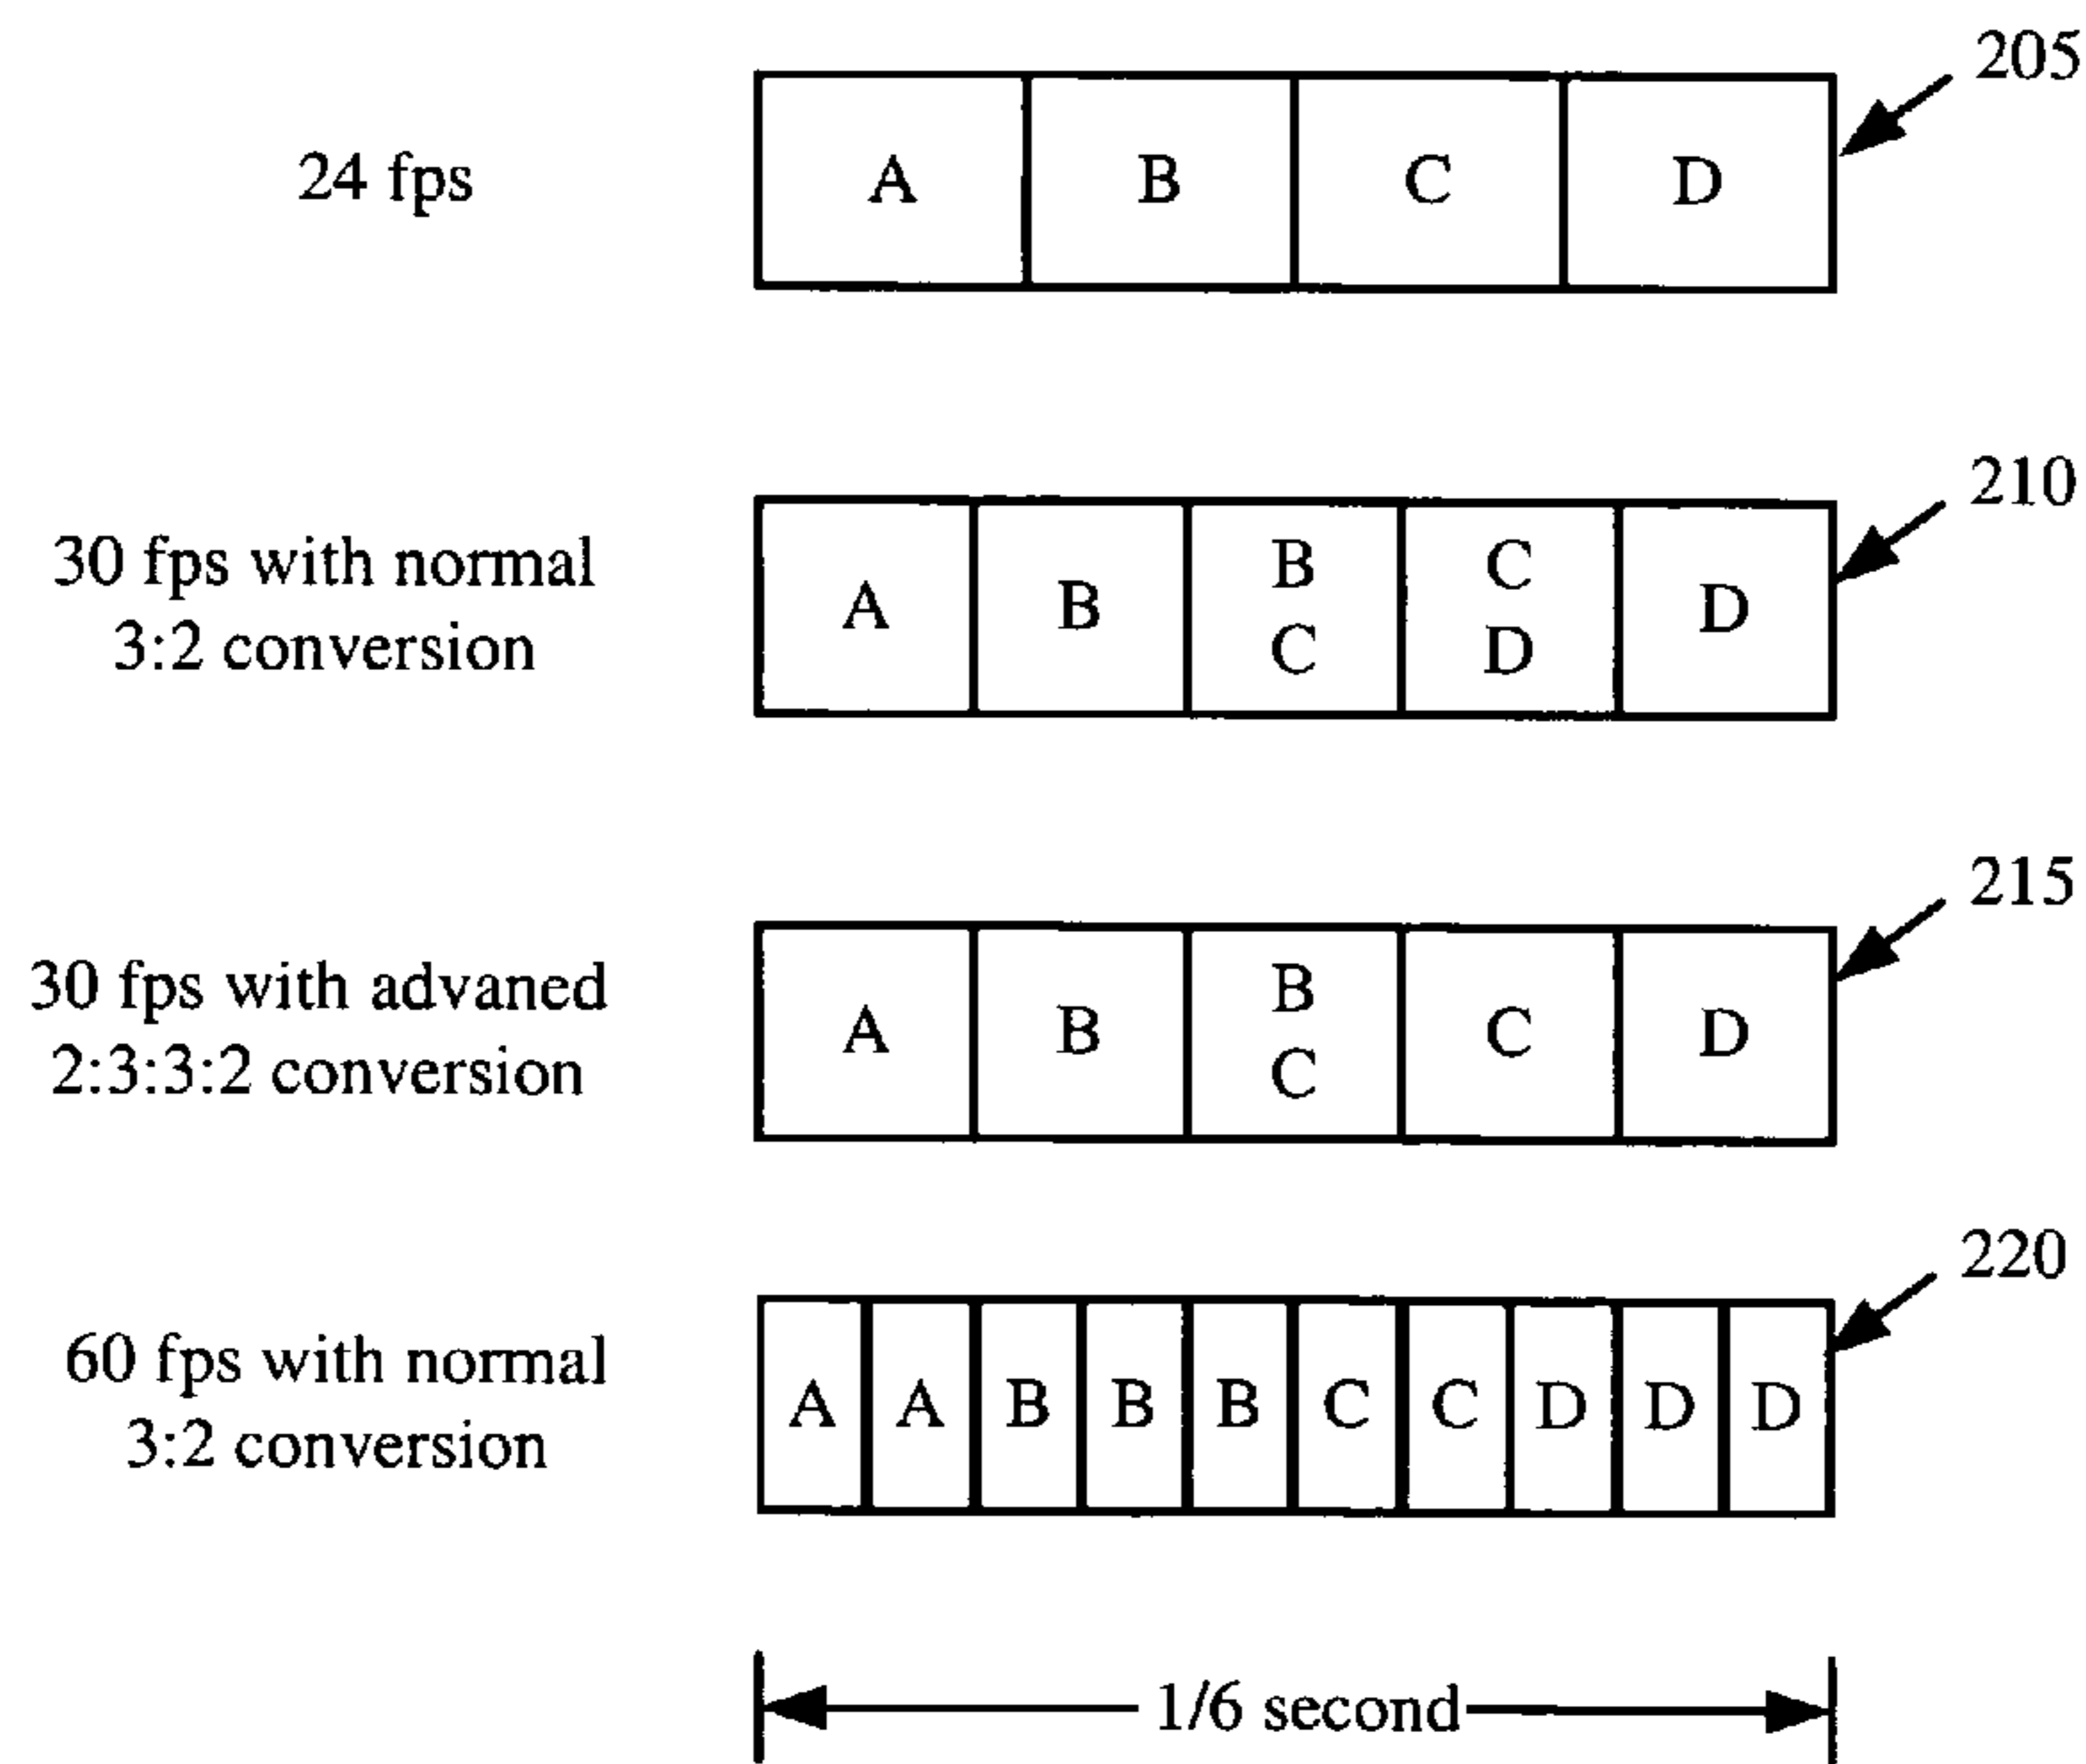 205
24 fps
A B C D
210
30 fps with normal
3:2 conversion
A B B C C D D
215
30 fps with advaned
2:3:3:2 conversion
A B B C C D
220
60 fps with normal
3:2 conversion
A A B B B C C D D D
1/6 second